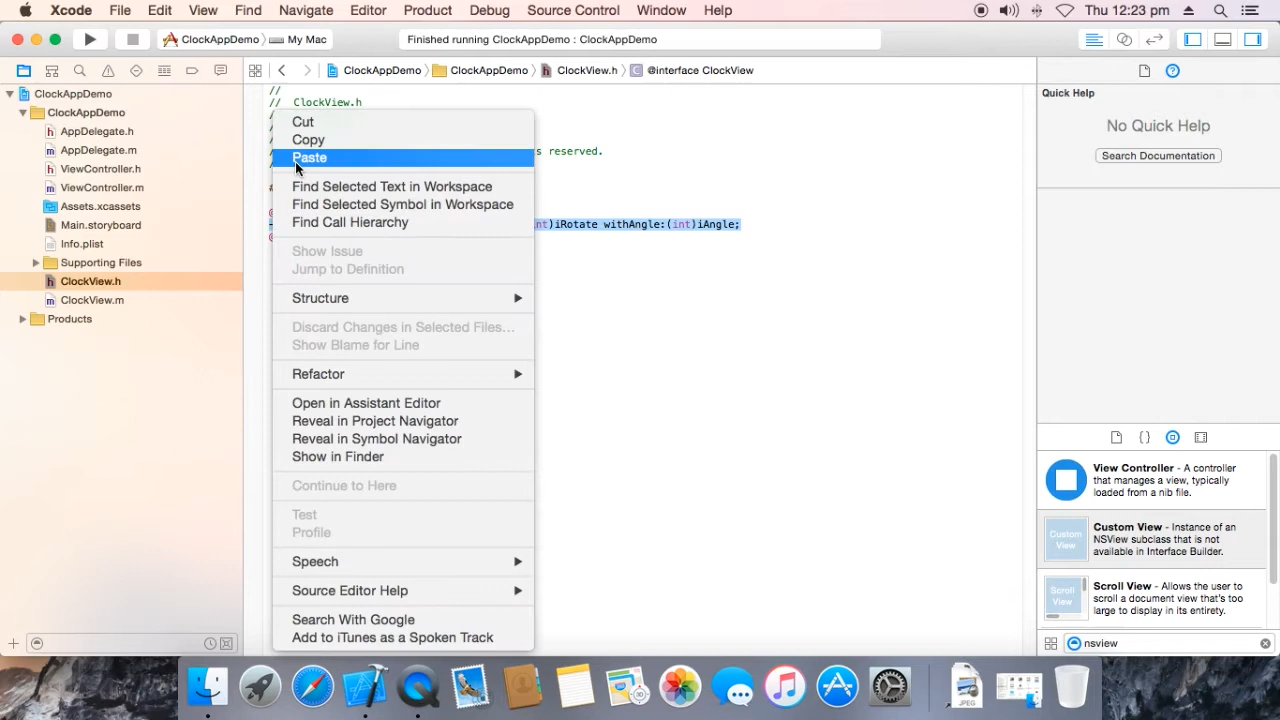 Xcode File Edit View Find Navigate Editor Product Debug Source Control Window Help Thu 12:23 pm
ClockAppDemo My Mac Finished running ClockAppDemo : ClockAppDemo
ClockAppDemo ClockAppDemo ClockView.h @interface ClockView
ClockAppDemo
ClockAppDemo
AppDelegate.h
AppDelegate.m
ViewController.h
ViewController.m
Assets.xcassets
Main.storyboard
Info.plist
Supporting Files
ClockView.h
ClockView.m
Products
//
// ClockView.h
s reserved.
int)iRotate withAngle:(int)iAngle;
Cut
Copy
Paste
Find Selected Text in Workspace
Find Selected Symbol in Workspace
Find Call Hierarchy
Show Issue
Jump to Definition
Structure
Discard Changes in Selected Files...
Show Blame for Line
Refactor
Open in Assistant Editor
Reveal in Project Navigator
Reveal in Symbol Navigator
Show in Finder
Continue to Here
Test
Profile
Speech
Source Editor Help
Search With Google
Add to iTunes as a Spoken Track
Quick Help
No Quick Help
Search Documentation
View Controller - A controller
that manages a view, typically
loaded from a nib file.
Custom
View
Custom View - Instance of an
NSView subclass that is not
available in Interface Builder.
Scroll
View
Scroll View - Allows the user to
scroll a document view that's too
large to display in its entirety.
nsview
JPEG